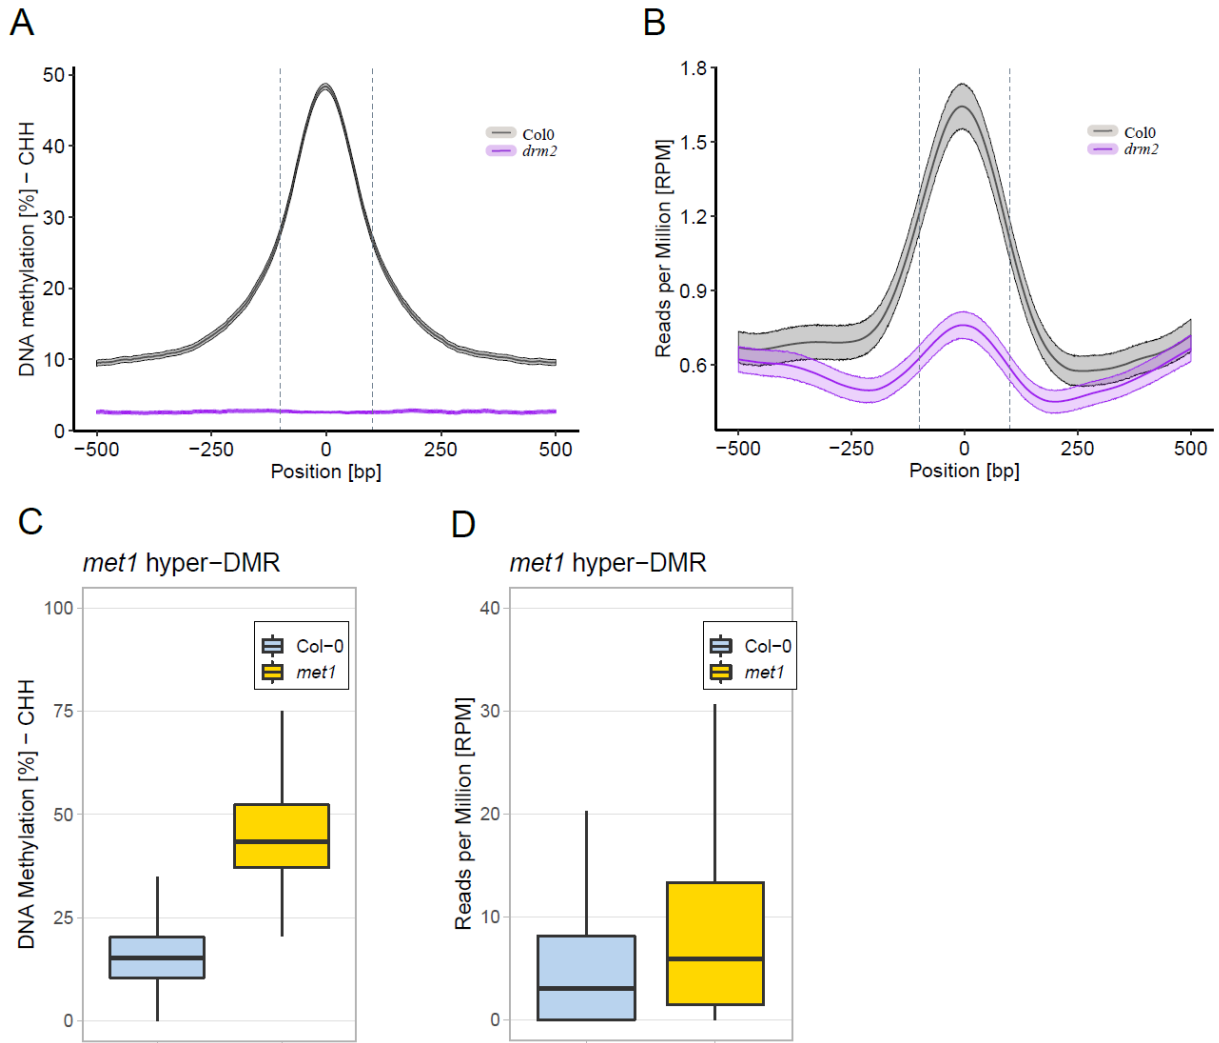 A
DNA methylation [%] − CHH
50
40
30
20
10
0
−500
−250
0
250
500
Position [bp]
Col0
drm2
B
Reads per Million [RPM]
1.8
1.5
1.2
0.9
0.6
−500
−250
0
250
500
Position [bp]
Col0
drm2
C
met1 hyper−DMR
DNA Methylation [%] − CHH
100
75
50
25
0
Col−0
met1
D
met1 hyper−DMR
Reads per Million [RPM]
40
30
20
10
0
Col−0
met1